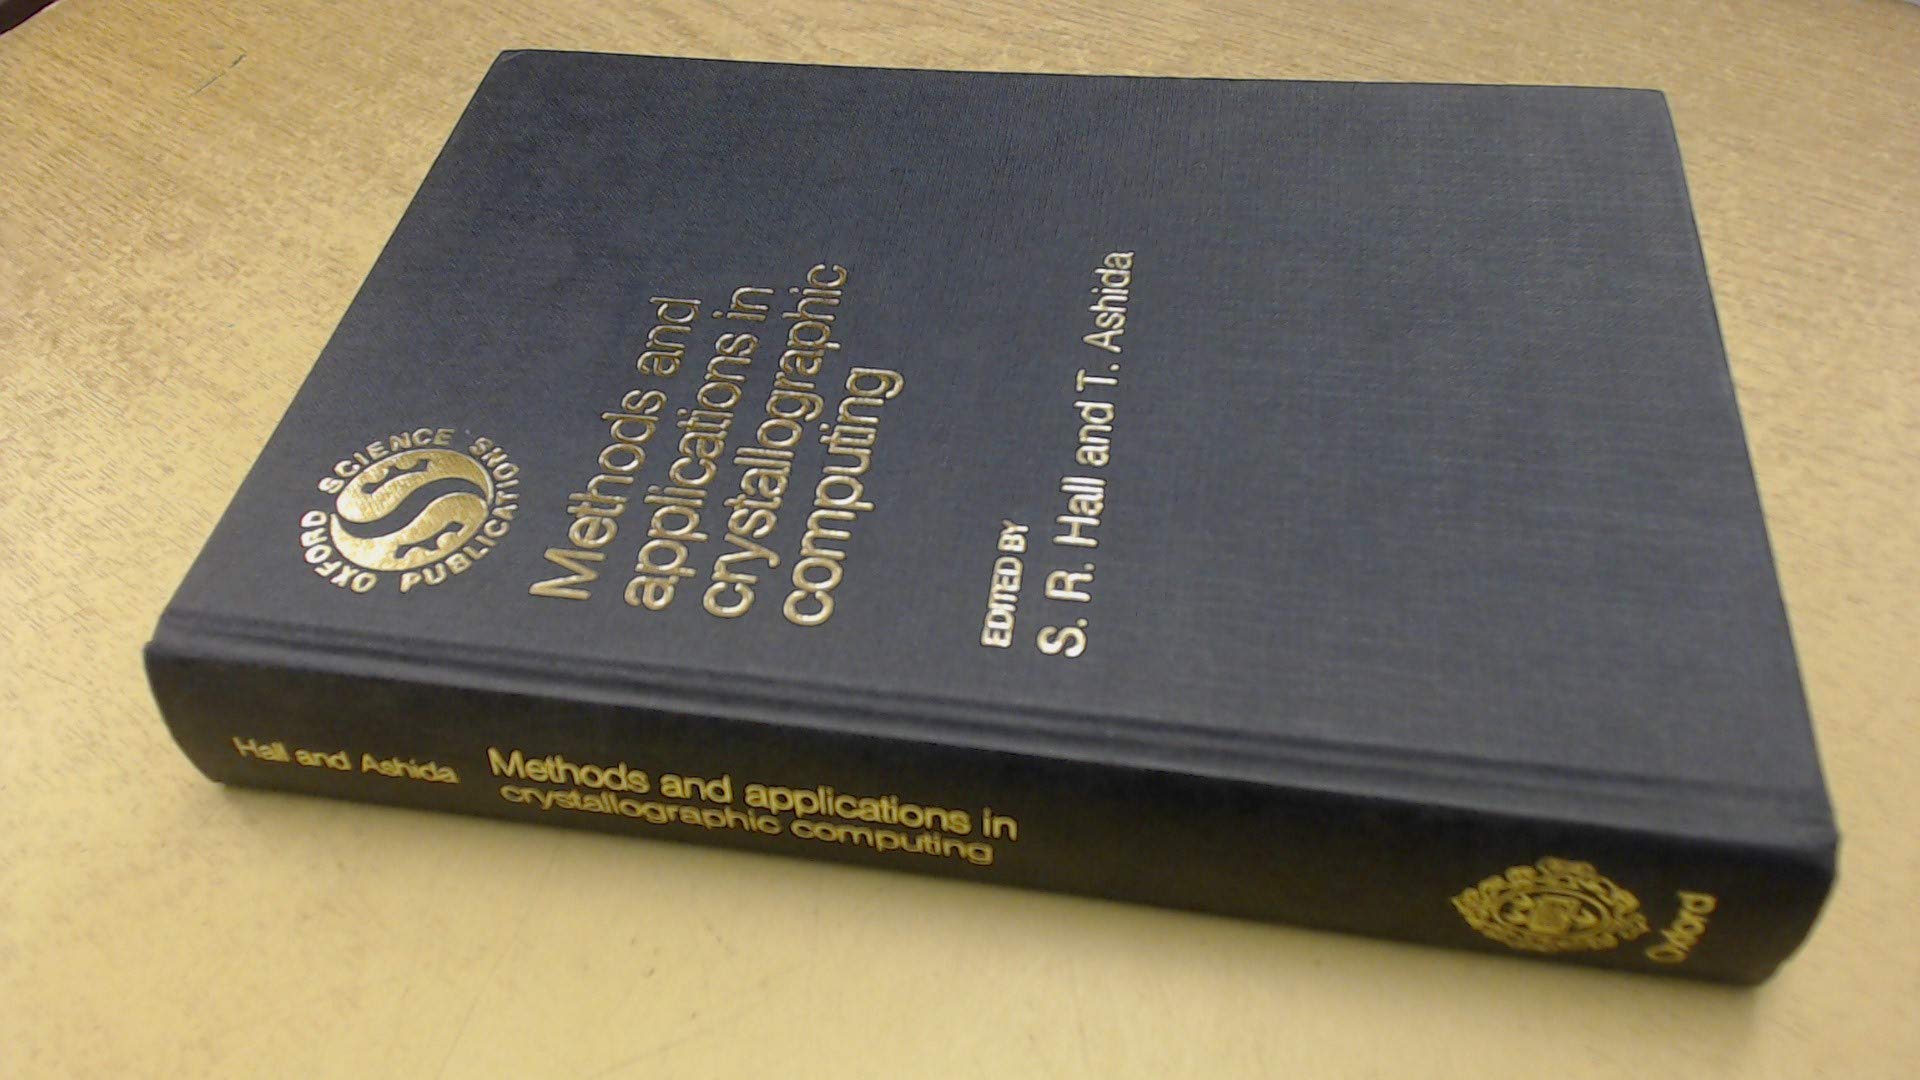 OXFORD SCIENCE PUBLICATIONS
Methods and
applications in
crystallographic
computing
EDITED BY
S. R. Hall and T. Ashida
Hall and Ashida
Methods and applications in
crystallographic computing
Oxford